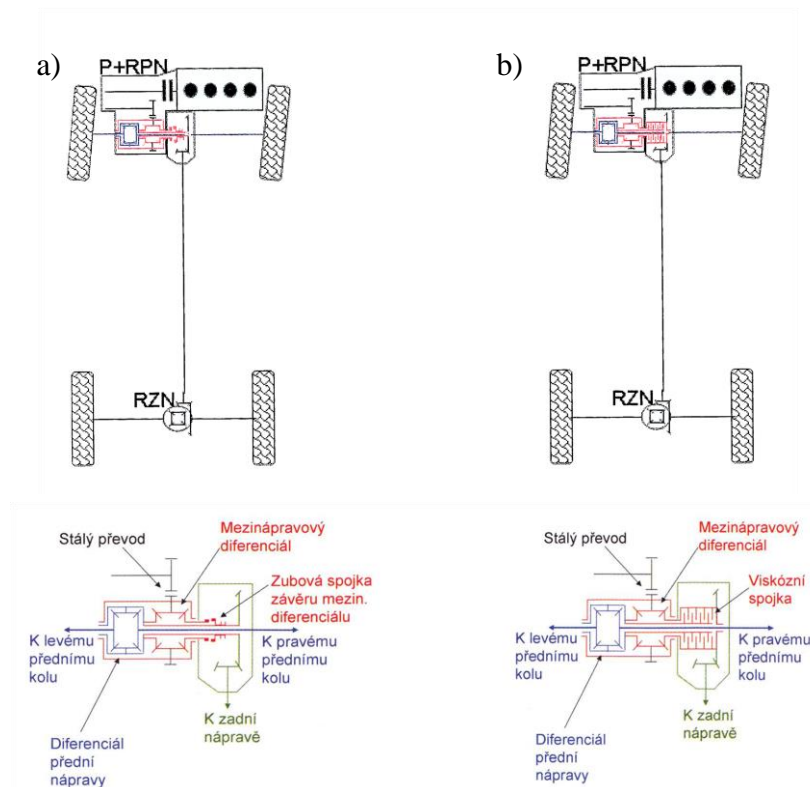 a)
P+RPN
RZN
b)
P+RPN
RZN
Stálý převod
Mezinápravový
diferenciál
Zubová spojka
závěru mezin.
diferenciálu
K levému
přednímu
kolu
K pravému
přednímu
kolu
K zadní
nápravě
Diferenciál
přední
nápravy
Stálý převod
Mezinápravový
diferenciál
Viskózní
spojka
K levému
přednímu
kolu
K pravému
přednímu
kolu
K zadní
nápravě
Diferenciál
přední
nápravy